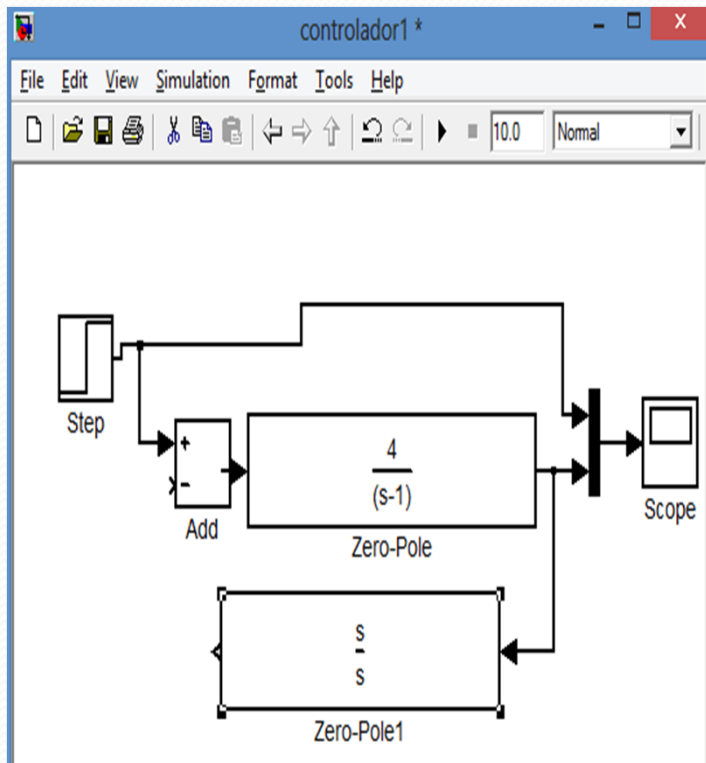 controlador1 *
File Edit View Simulation Format Tools Help
10.0 Normal
Step
+
-
Add
4
(s-1)
Zero-Pole
Scope
s
s
Zero-Pole1